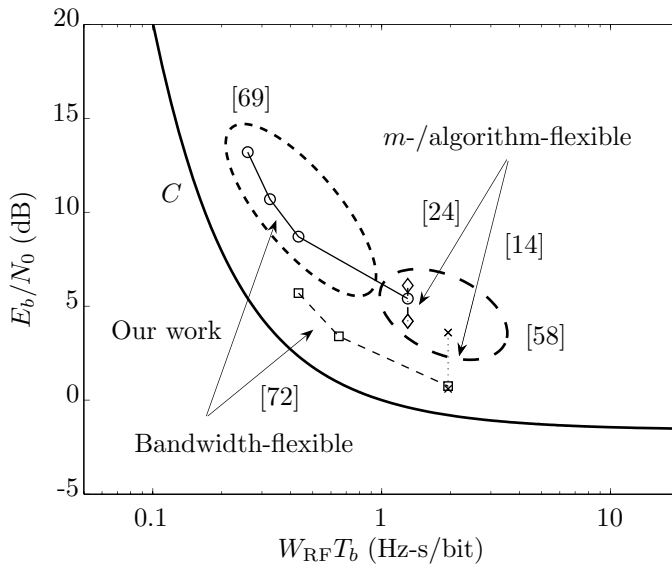 20
15
10
5
0
-5
E_b/N_0 (dB)
[69]
m-/algorithm-flexible
C
[24]
[14]
Our work
[58]
[72]
Bandwidth-flexible
0.1
1
10
W_RF T_b (Hz-s/bit)